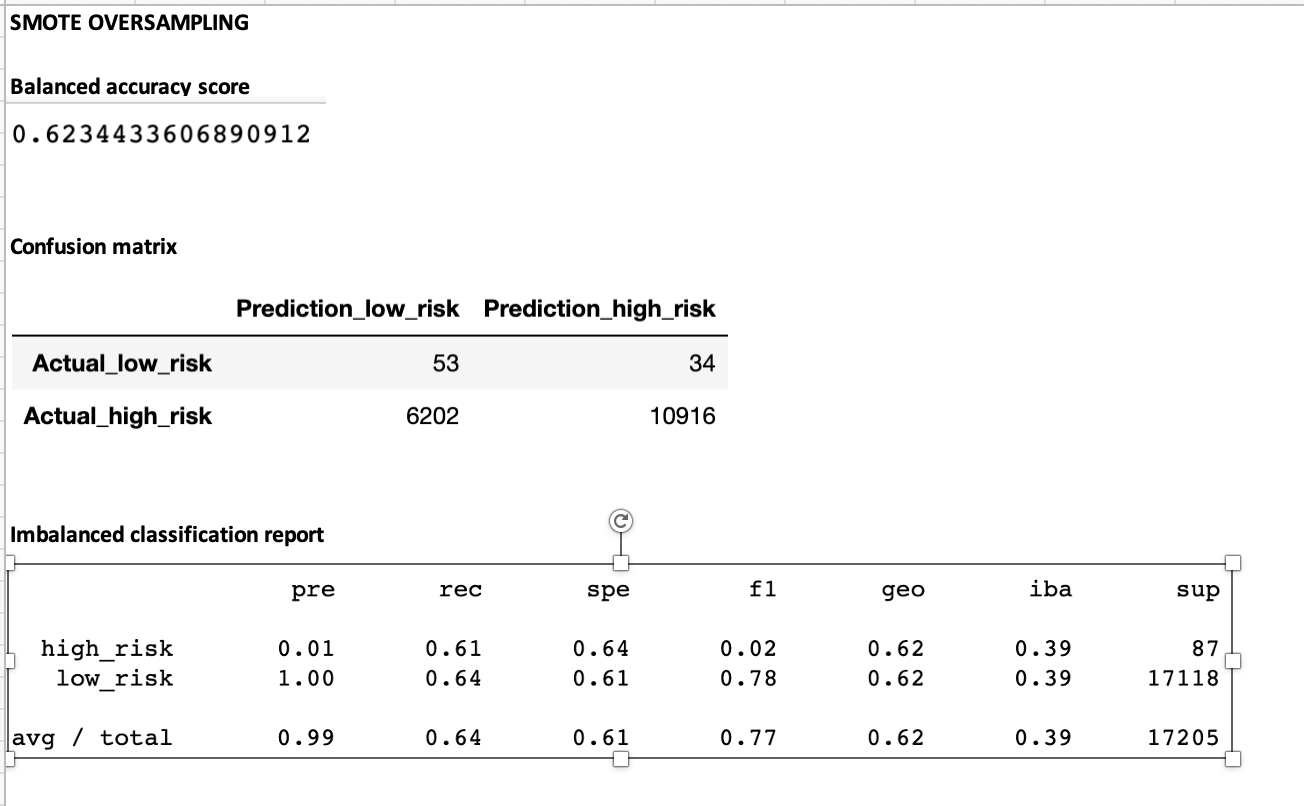 SMOTE OVERSAMPLING
Balanced accuracy score
0.6234433606890912
Confusion matrix
Prediction_low_risk Prediction_high_risk
Actual_low_risk 53 34
Actual_high_risk 6202 10916
Imbalanced classification report
pre rec spe f1 geo iba sup
high_risk 0.01 0.61 0.64 0.02 0.62 0.39 87
low_risk 1.00 0.64 0.61 0.78 0.62 0.39 17118
avg / total 0.99 0.64 0.61 0.77 0.62 0.39 17205